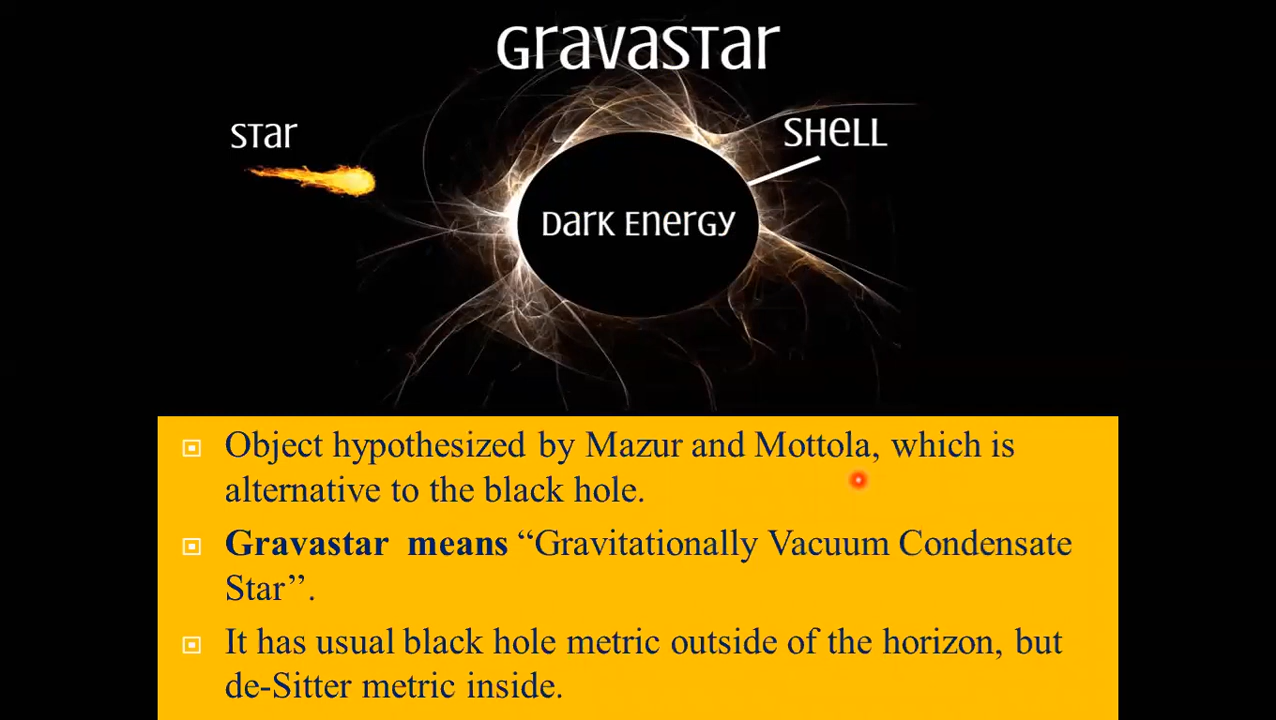 Gravastar
Star
Shell
Dark Energy
Object hypothesized by Mazur and Mottola, which is
alternative to the black hole.
Gravastar means “Gravitationally Vacuum Condensate
Star”.
It has usual black hole metric outside of the horizon, but
de-Sitter metric inside.